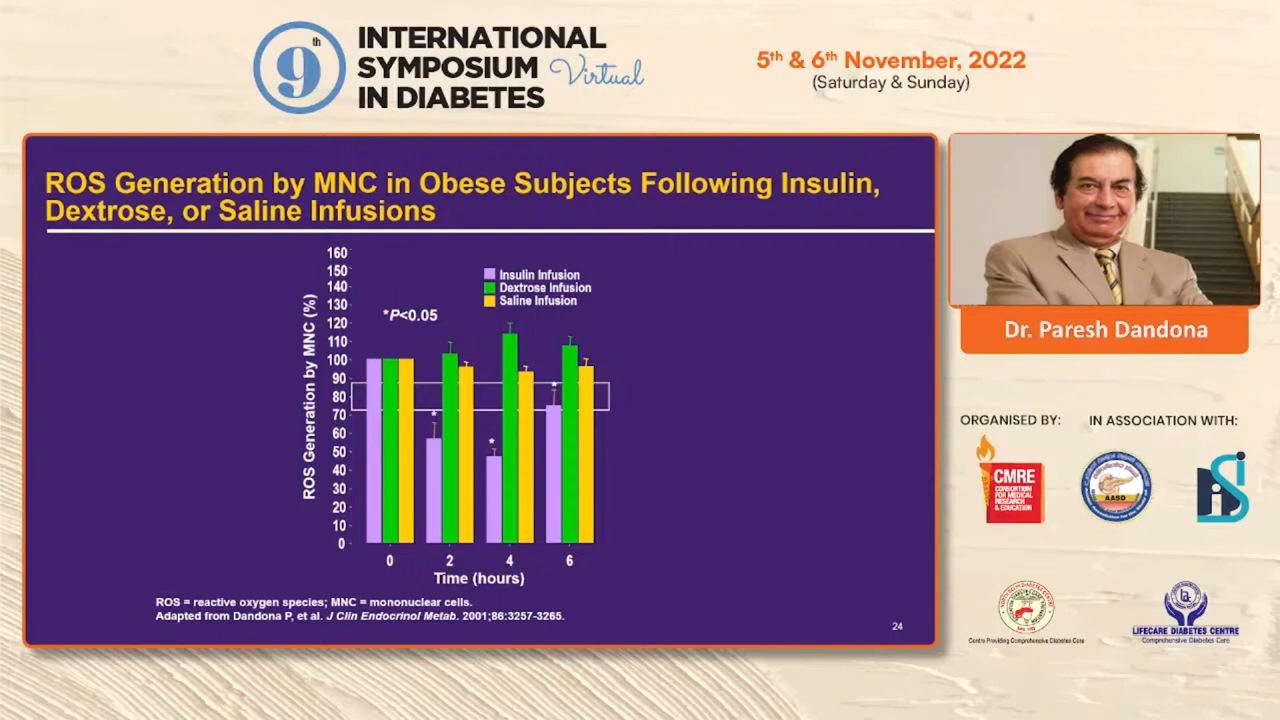 9th
INTERNATIONAL
SYMPOSIUM Virtual
IN DIABETES
5th & 6th November, 2022
(Saturday & Sunday)
ROS Generation by MNC in Obese Subjects Following Insulin,
Dextrose, or Saline Infusions
ROS Generation by MNC (%)
160
150
140
130
120
110
100
90
80
70
60
50
40
30
20
10
0
Insulin Infusion
Dextrose Infusion
Saline Infusion
*P<0.05
*
*
*
0 2 4 6
Time (hours)
ROS = reactive oxygen species; MNC = mononuclear cells.
Adapted from Dandona P, et al. J Clin Endocrinol Metab. 2001;86:3257-3265.
24
Dr. Paresh Dandona
ORGANISED BY:
IN ASSOCIATION WITH:
CMRE
CONSORTIUM
FOR MEDICAL
RESEARCH
& EDUCATION
AASD
Centre Providing Comprehensive Diabetes Care
LIFECARE DIABETES CENTRE
Comprehensive Diabetes Care